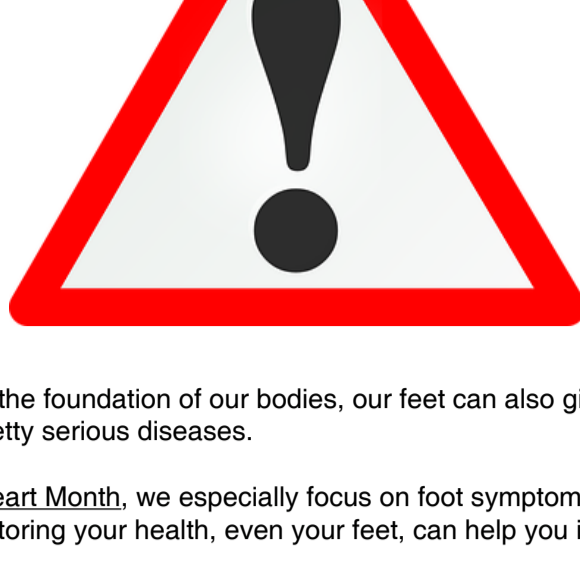 the foundation of our bodies, our feet can also gi
etty serious diseases.
eart Month, we especially focus on foot symptom
toring your health, even your feet, can help you i